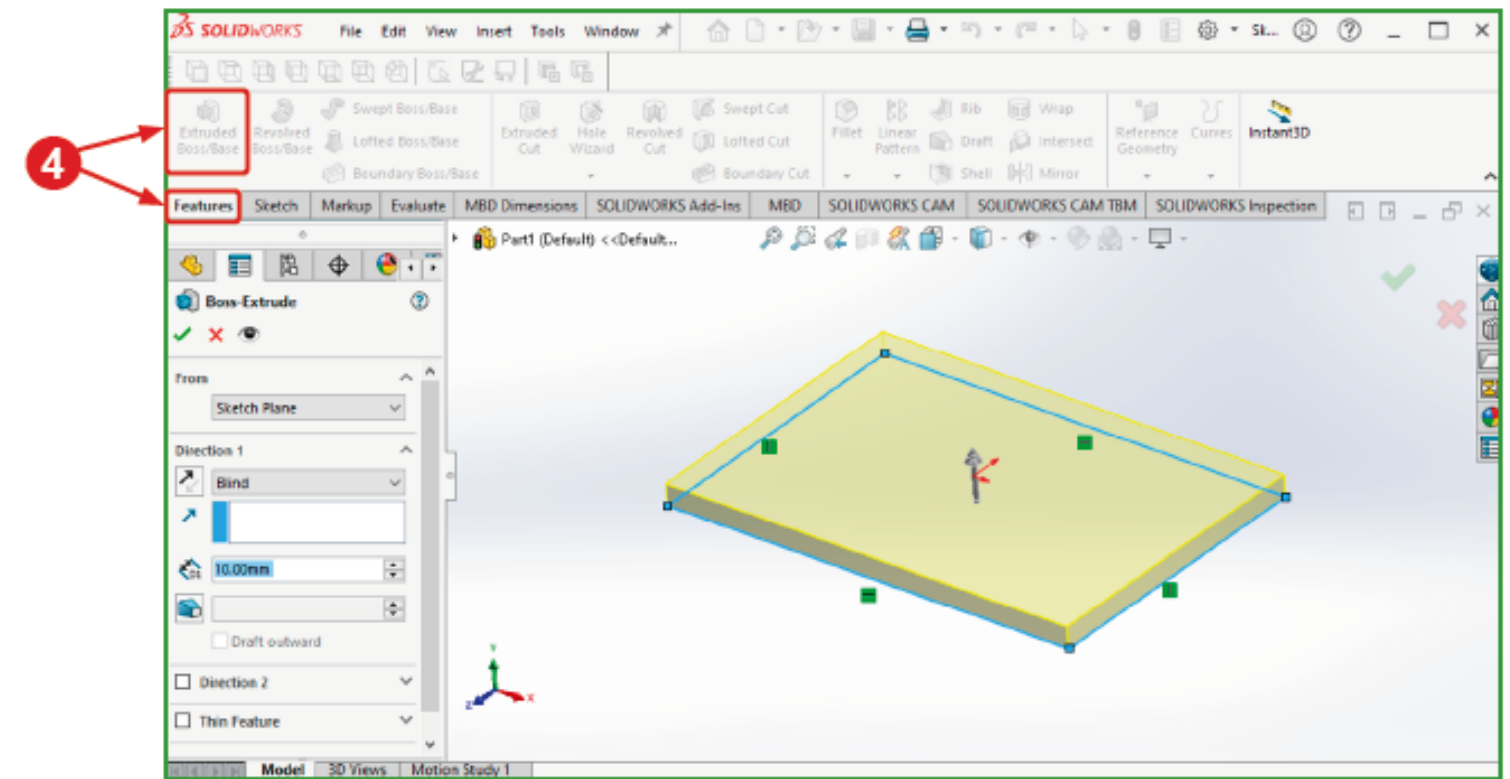 SOLIDWORKS File Edit View Insert Tools Window Sk...
Extruded Boss/Base
Revolved Boss/Base
Swept Boss/Base
Lofted Boss/Base
Boundary Boss/Base
Extruded Cut
Hole Wizard
Revolved Cut
Swept Cut
Lofted Cut
Boundary Cut
Fillet
Linear Pattern
Rib
Draft
Shell
Wrap
Intersect
Mirror
Reference Geometry
Curves
Instant3D
4
Features Sketch Markup Evaluate MBD Dimensions SOLIDWORKS Add-Ins MBD SOLIDWORKS CAM SOLIDWORKS CAM TBM SOLIDWORKS Inspection
Part1 (Default) <<Default...
Boss-Extrude
From
Sketch Plane
Direction 1
Blind
10.00mm
Draft outward
Direction 2
Thin Feature
Y
Z X
Model 3D Views Motion Study 1